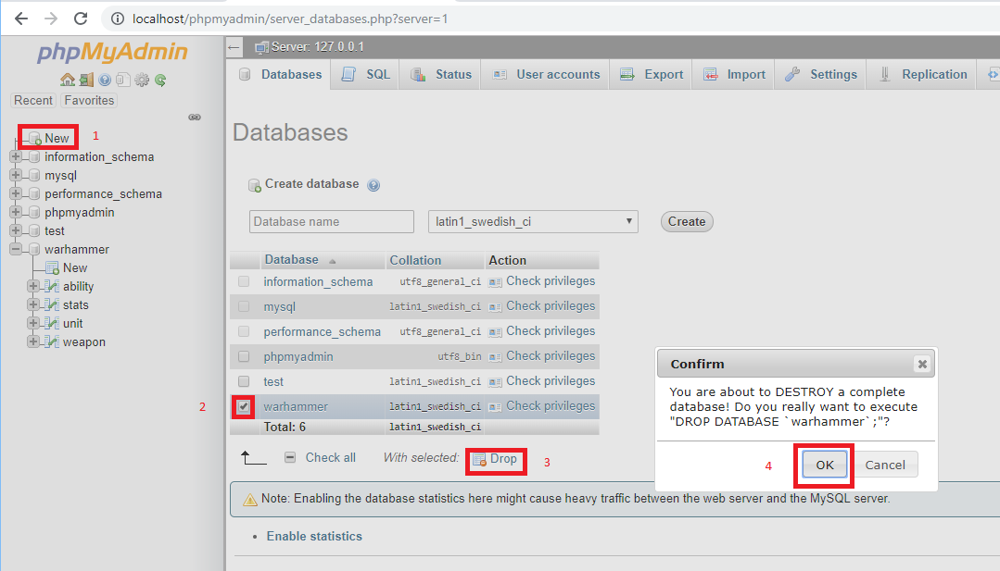 localhost/phpmyadmin/server_databases.php?server=1
phpMyAdmin
Recent Favorites
New 1
information_schema
mysql
performance_schema
phpmyadmin
test
warhammer
New
ability
stats
unit
weapon
Server: 127.0.0.1
Databases SQL Status User accounts Export Import Settings Replication
Databases
Create database
Database name latin1_swedish_ci Create
Database Collation Action
information_schema utf8_general_ci Check privileges
mysql latin1_swedish_ci Check privileges
performance_schema utf8_general_ci Check privileges
phpmyadmin utf8_bin Check privileges
test latin1_swedish_ci Check privileges
2 warhammer latin1_swedish_ci Check privileges
Total: 6 latin1_swedish_ci
Check all With selected: Drop 3
Confirm
You are about to DESTROY a complete
database! Do you really want to execute
"DROP DATABASE `warhammer`;"?
4 OK Cancel
Note: Enabling the database statistics here might cause heavy traffic between the web server and the MySQL server.
• Enable statistics